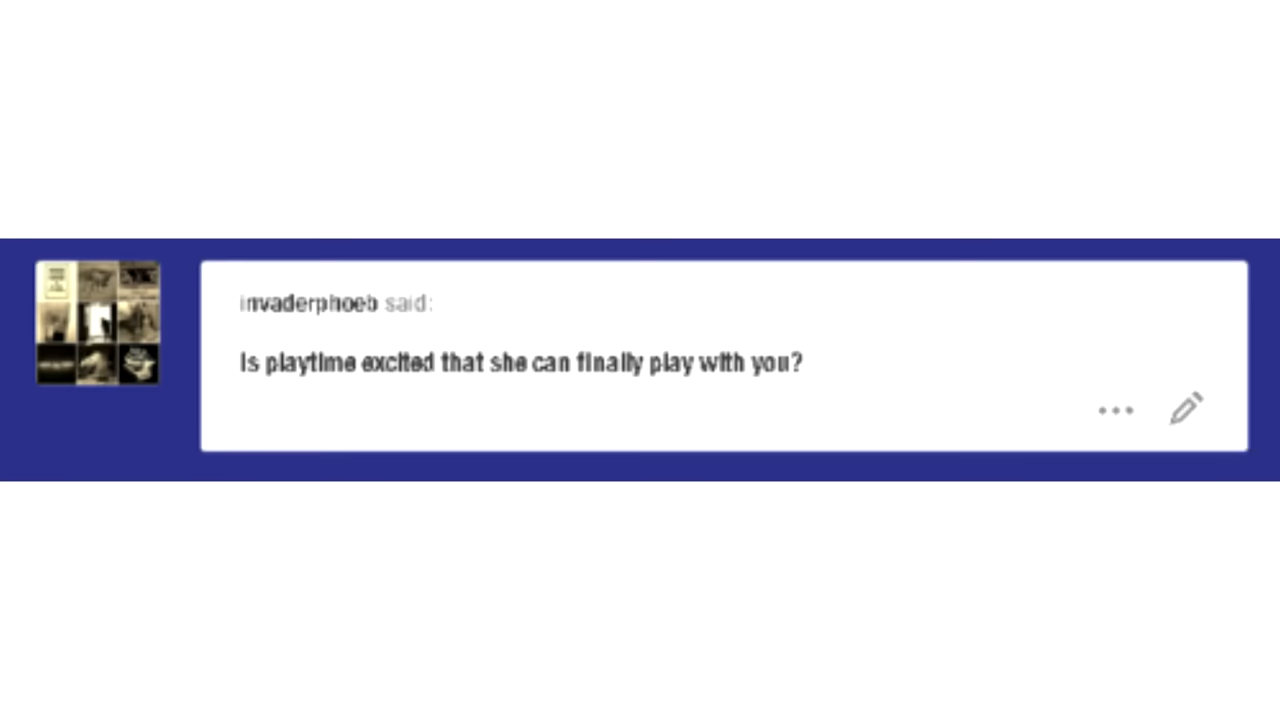 invaderphoeb said:
Is playtime excited that she can finally play with you?